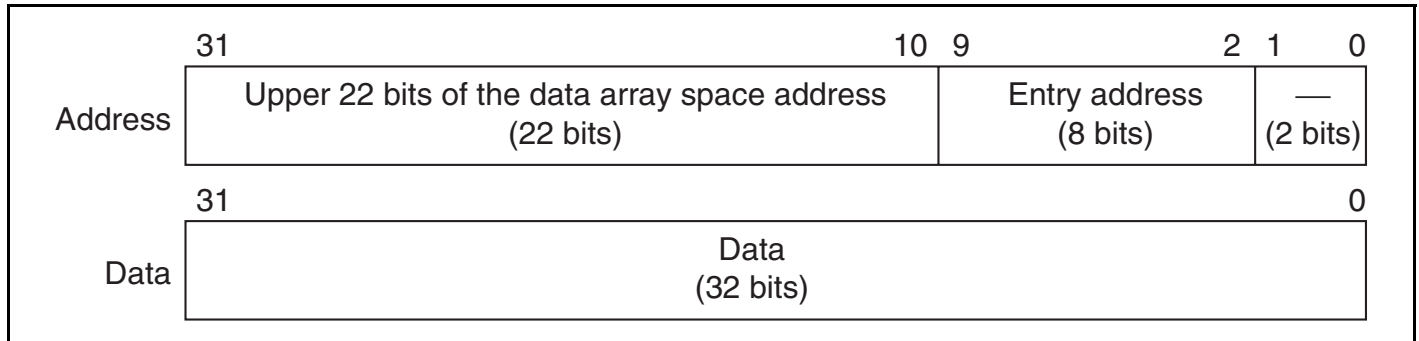 31 10 9 2 1 0
Address Upper 22 bits of the data array space address Entry address —
(22 bits) (8 bits) (2 bits)
31 0
Data Data
(32 bits)